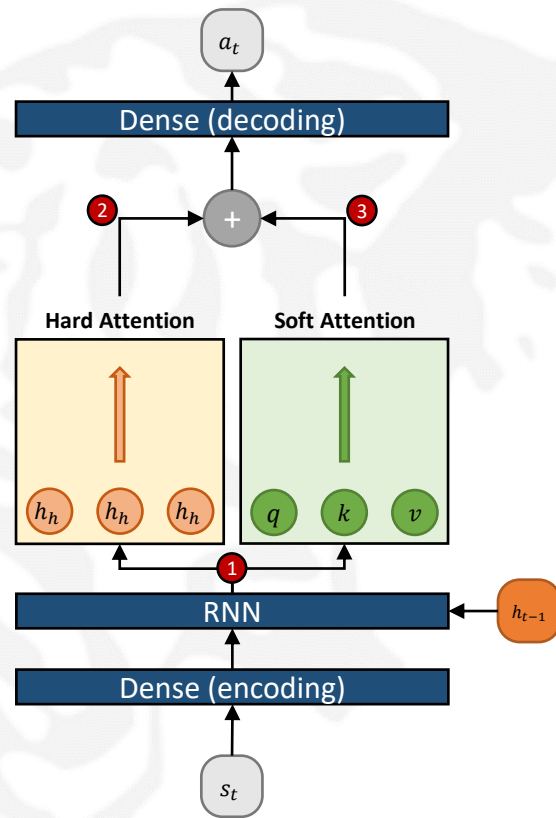 a_t
Dense (decoding)
2
3
+
Hard Attention
Soft Attention
h_h h_h h_h
q k v
1
RNN
h_{t−1}
Dense (encoding)
s_t